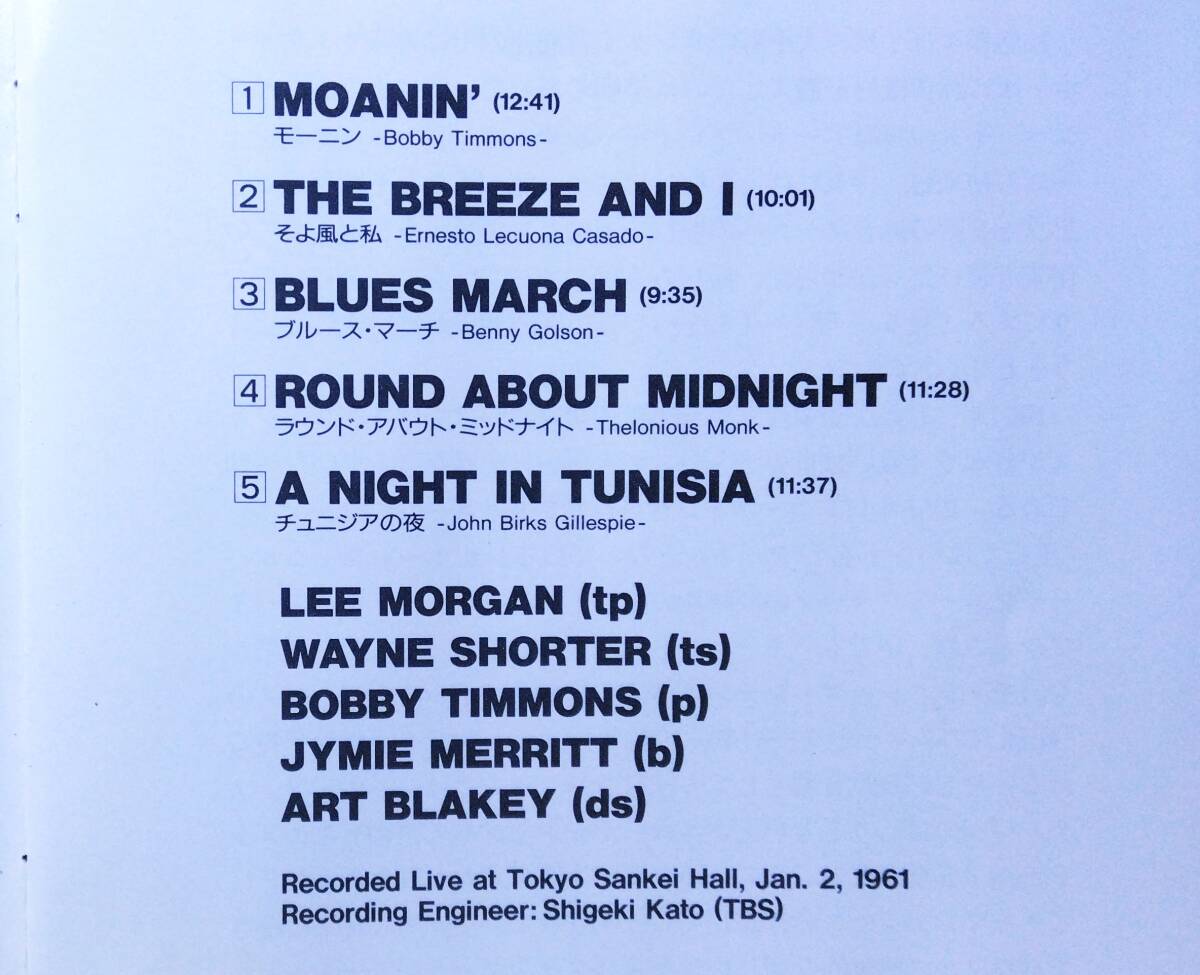 1 MOANIN' (12:41)
モーニン -Bobby Timmons-
2 THE BREEZE AND I (10:01)
そよ風と私 -Ernesto Lecuona Casado-
3 BLUES MARCH (9:35)
ブルース・マーチ -Benny Golson-
4 ROUND ABOUT MIDNIGHT (11:28)
ラウンド・アバウト・ミッドナイト -Thelonious Monk-
5 A NIGHT IN TUNISIA (11:37)
チュニジアの夜 -John Birks Gillespie-
LEE MORGAN (tp)
WAYNE SHORTER (ts)
BOBBY TIMMONS (p)
JYMIE MERRITT (b)
ART BLAKEY (ds)
Recorded Live at Tokyo Sankei Hall, Jan. 2, 1961
Recording Engineer: Shigeki Kato (TBS)